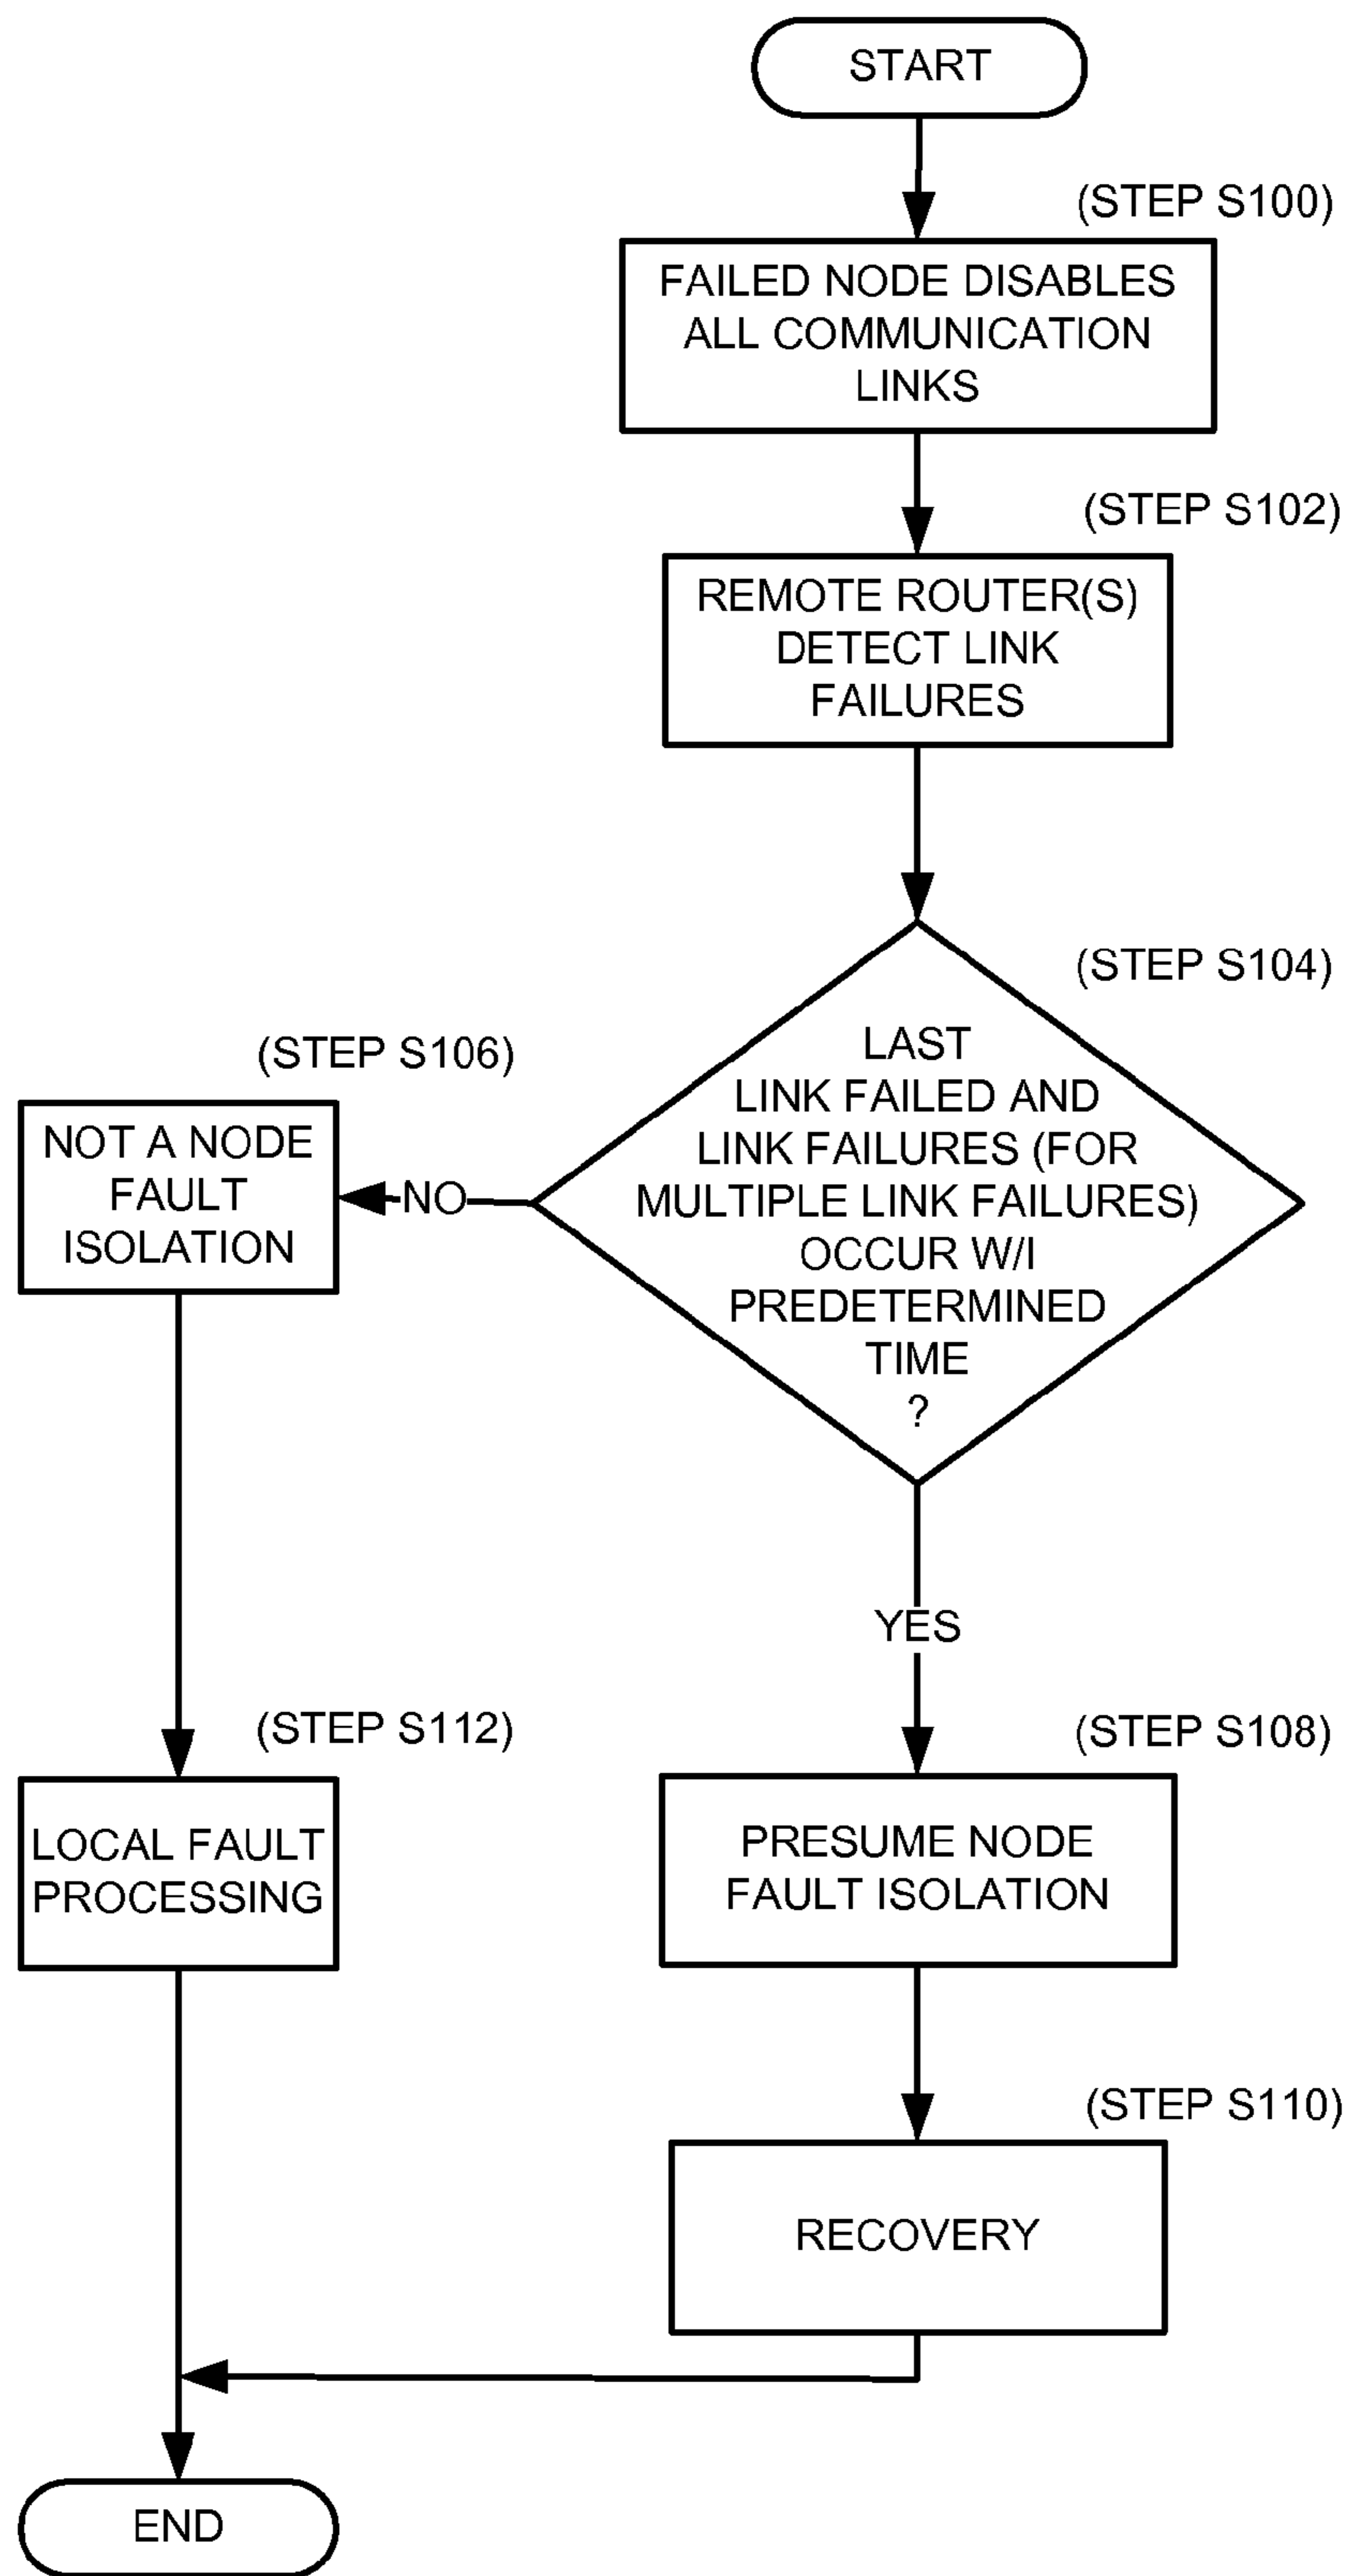 START
(STEP S100)
FAILED NODE DISABLES
ALL COMMUNICATION
LINKS
(STEP S102)
REMOTE ROUTER(S)
DETECT LINK
FAILURES
(STEP S104)
LAST
LINK FAILED AND
LINK FAILURES (FOR
MULTIPLE LINK FAILURES)
OCCUR W/I
PREDETERMINED
TIME
?
NO
(STEP S106)
NOT A NODE
FAULT
ISOLATION
YES
(STEP S112)
LOCAL FAULT
PROCESSING
(STEP S108)
PRESUME NODE
FAULT ISOLATION
(STEP S110)
RECOVERY
END